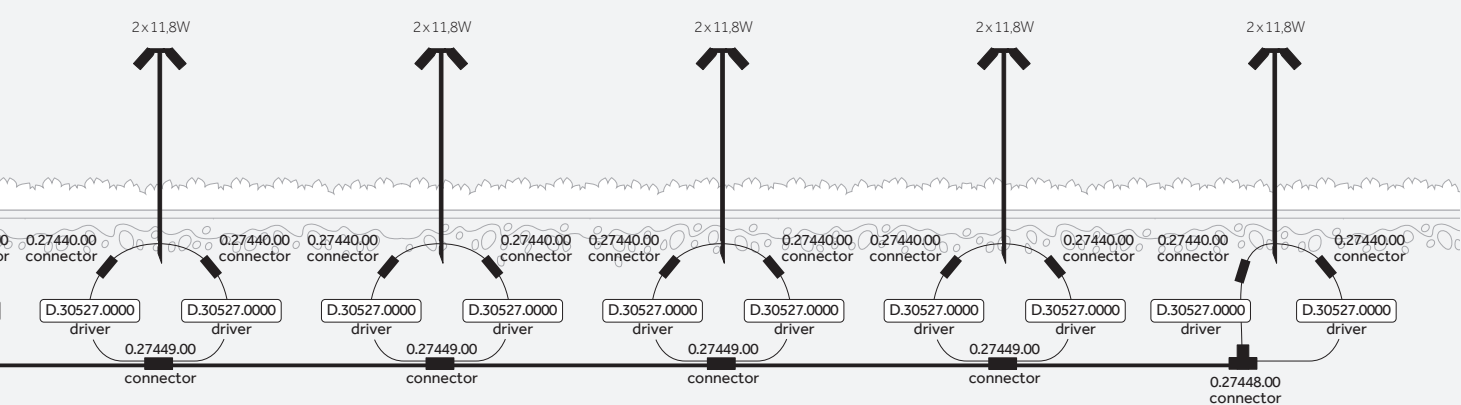 2x11,8W
2x11,8W
2x11,8W
2x11,8W
2x11,8W
0
or
0.27440.00
connector
0.27440.00
connector
0.27440.00
connector
0.27440.00
connector
0.27440.00
connector
0.27440.00
connector
0.27440.00
connector
0.27440.00
connector
0.27440.00
connector
0.27440.00
connector
D.30527.0000
driver
D.30527.0000
driver
D.30527.0000
driver
D.30527.0000
driver
D.30527.0000
driver
D.30527.0000
driver
D.30527.0000
driver
D.30527.0000
driver
D.30527.0000
driver
D.30527.0000
driver
0.27449.00
connector
0.27449.00
connector
0.27449.00
connector
0.27449.00
connector
0.27448.00
connector